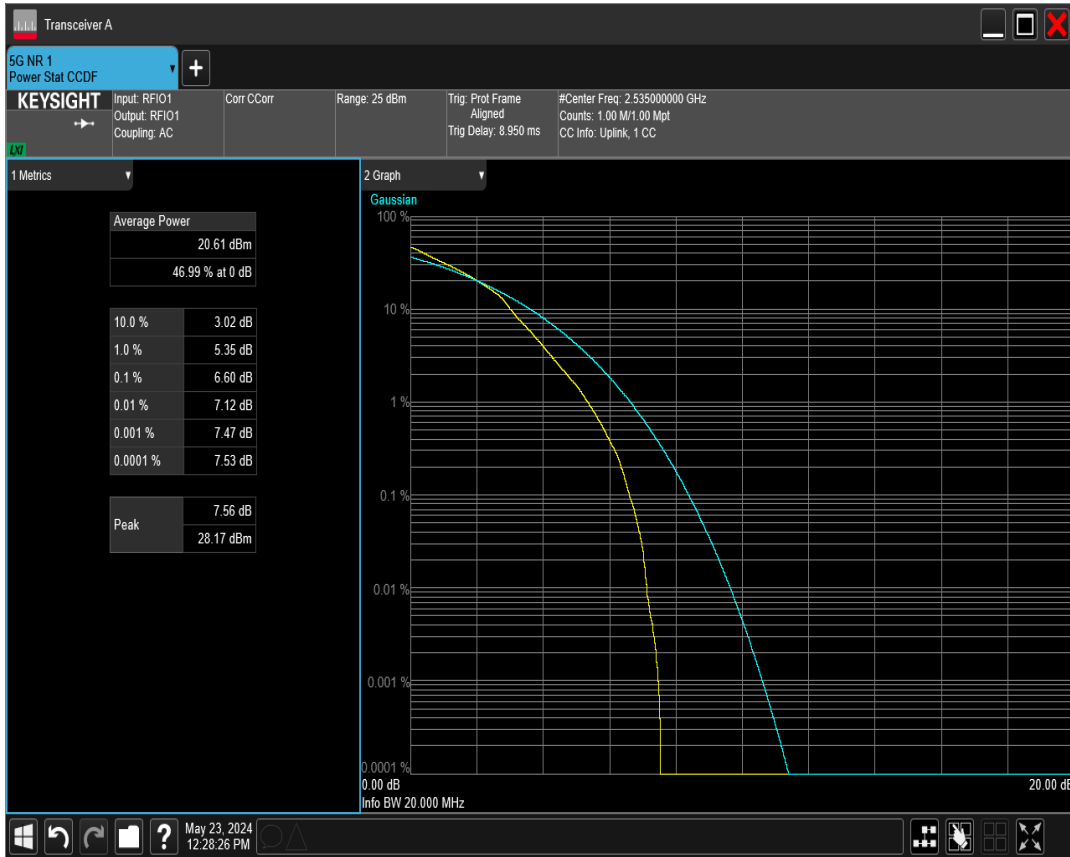 Transceiver A
5G NR 1
Power Stat CCDF
KEYSIGHT
LXI
Input: RFIO1
Output: RFIO1
Coupling: AC
Corr CCorr
Range: 25 dBm
Trig: Prot Frame
Aligned
Trig Delay: 8.950 ms
#Center Freq: 2.535000000 GHz
Counts: 1.00 M/1.00 Mpt
CC Info: Uplink, 1 CC
1 Metrics
Average Power
20.61 dBm
46.99 % at 0 dB
10.0 % 3.02 dB
1.0 % 5.35 dB
0.1 % 6.60 dB
0.01 % 7.12 dB
0.001 % 7.47 dB
0.0001 % 7.53 dB
Peak
7.56 dB
28.17 dBm
2 Graph
Gaussian
100 %
10 %
1 %
0.1 %
0.01 %
0.001 %
0.0001 %
0.00 dB 20.00 dB
Info BW 20.000 MHz
?
May 23, 2024
12:28:26 PM